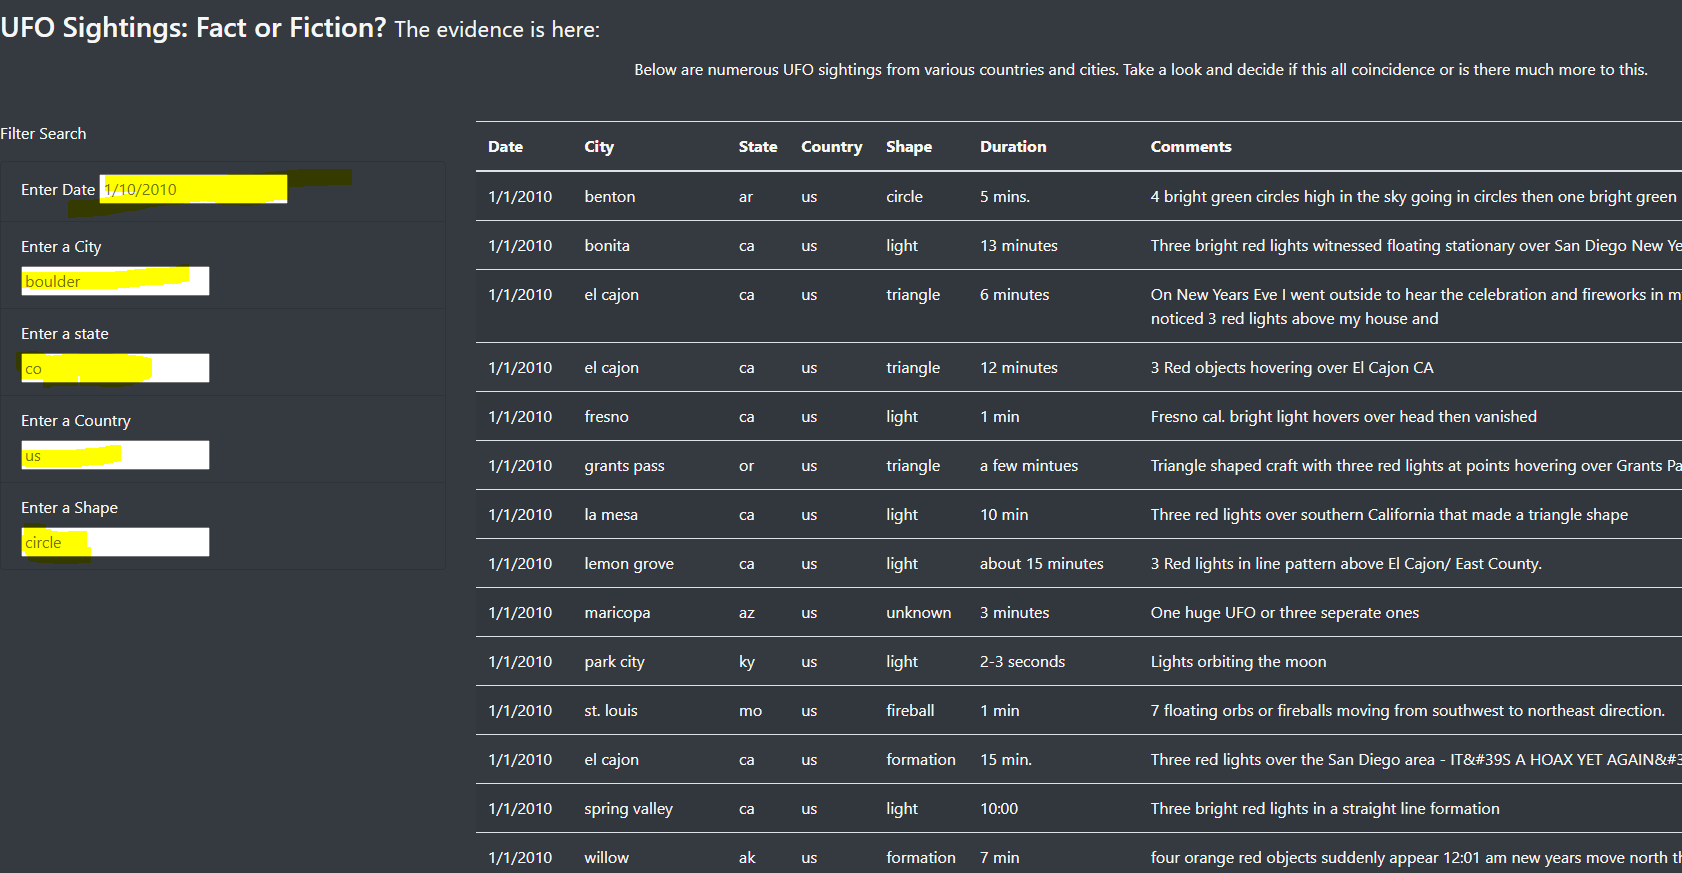 UFO Sightings: Fact or Fiction? The evidence is here:
Below are numerous UFO sightings from various countries and cities. Take a look and decide if this all coincidence or is there much more to this.
Filter Search
Enter Date 1/10/2010
Enter a City
boulder
Enter a state
co
Enter a Country
us
Enter a Shape
circle
Date City State Country Shape Duration Comments
1/1/2010 benton ar us circle 5 mins. 4 bright green circles high in the sky going in circles then one bright green
1/1/2010 bonita ca us light 13 minutes Three bright red lights witnessed floating stationary over San Diego New Ye
1/1/2010 el cajon ca us triangle 6 minutes On New Years Eve I went outside to hear the celebration and fireworks in m
noticed 3 red lights above my house and
1/1/2010 el cajon ca us triangle 12 minutes 3 Red objects hovering over El Cajon CA
1/1/2010 fresno ca us light 1 min Fresno cal. bright light hovers over head then vanished
1/1/2010 grants pass or us triangle a few mintues Triangle shaped craft with three red lights at points hovering over Grants Pa
1/1/2010 la mesa ca us light 10 min Three red lights over southern California that made a triangle shape
1/1/2010 lemon grove ca us light about 15 minutes 3 Red lights in line pattern above El Cajon/ East County.
1/1/2010 maricopa az us unknown 3 minutes One huge UFO or three seperate ones
1/1/2010 park city ky us light 2-3 seconds Lights orbiting the moon
1/1/2010 st. louis mo us fireball 1 min 7 floating orbs or fireballs moving from southwest to northeast direction.
1/1/2010 el cajon ca us formation 15 min. Three red lights over the San Diego area - IT&#39S A HOAX YET AGAIN&#3
1/1/2010 spring valley ca us light 10:00 Three bright red lights in a straight line formation
1/1/2010 willow ak us formation 7 min four orange red objects suddenly appear 12:01 am new years move north th